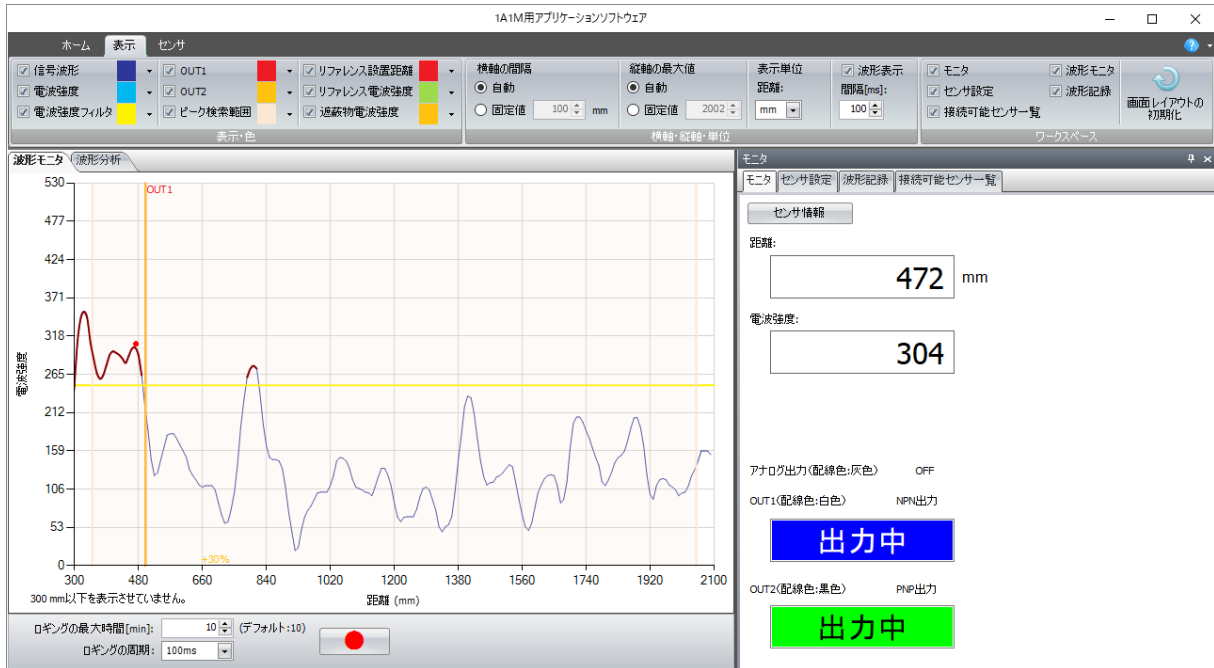 1A1M用アプリケーションソフトウェア
ホーム 表示 センサ
信号波形 OUT1 リファレンス設置距離 横軸の間隔 縦軸の最大値 表示単位 波形表示 モニタ 波形モニタ
電波強度 OUT2 リファレンス電波強度 自動 自動 距離: 間隔[ms]: センサ設定 波形記録
電波強度フィルタ ピーク検索範囲 遮蔽物電波強度 固定値 100 mm 固定値 2002 mm 100 接続可能センサ一覧
画面レイアウトの
初期化
表示・色 横軸・縦軸・単位 ワークスペース
波形モニタ 波形分析
OUT1
530
477
424
371
318
265
212
159
106
53
0
電波強度
+30%
300 480 660 840 1020 1200 1380 1560 1740 1920 2100
300 mm以下を表示させていません。 距離 (mm)
ロギングの最大時間[min]: 10 (デフォルト:10)
ロギングの周期: 100ms
モニタ
モニタ センサ設定 波形記録 接続可能センサ一覧
センサ情報
距離:
472 mm
電波強度:
304
アナログ出力(配線色:灰色) OFF
OUT1(配線色:白色) NPN出力
出力中
OUT2(配線色:黒色) PNP出力
出力中